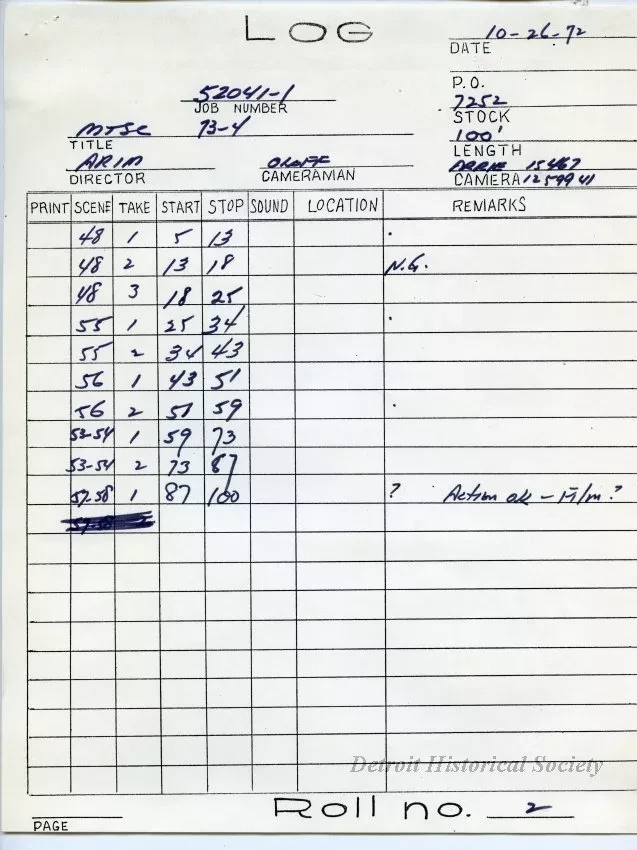 LOG
10-26-72
DATE
P.O.
52041-1
JOB NUMBER
7252
STOCK
MTSC 73-4
TITLE
100'
LENGTH
ARIM
DIRECTOR
OLOFF
CAMERAMAN
ARRIE 15467
CAMERA 1259941
PRINT SCENE TAKE START STOP SOUND LOCATION REMARKS
48 1 5 13 .
48 2 13 18 N.G.
48 3 18 25
55 1 25 34 .
55 2 34 43
56 1 43 51
56 2 51 59 .
53-54 1 59 73
53-54 2 73 87
57-58 1 87 100 ? Action ok - ?
Detroit Historical Society
Roll no. 2
PAGE